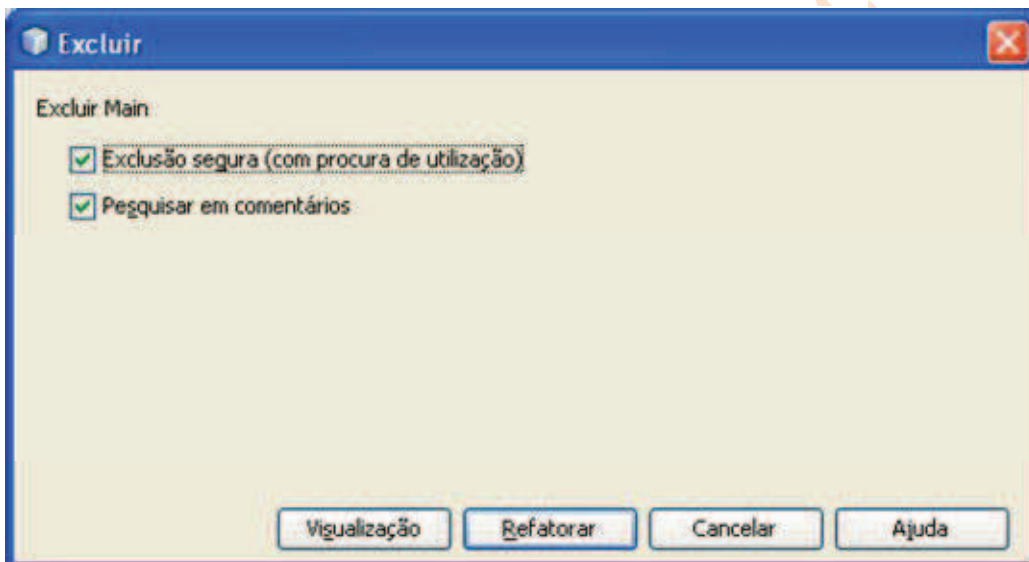 Excluir
Excluir Main
Exclusão segura (com procura de utilização)
Pesquisar em comentários
Visualização Refatorar Cancelar Ajuda